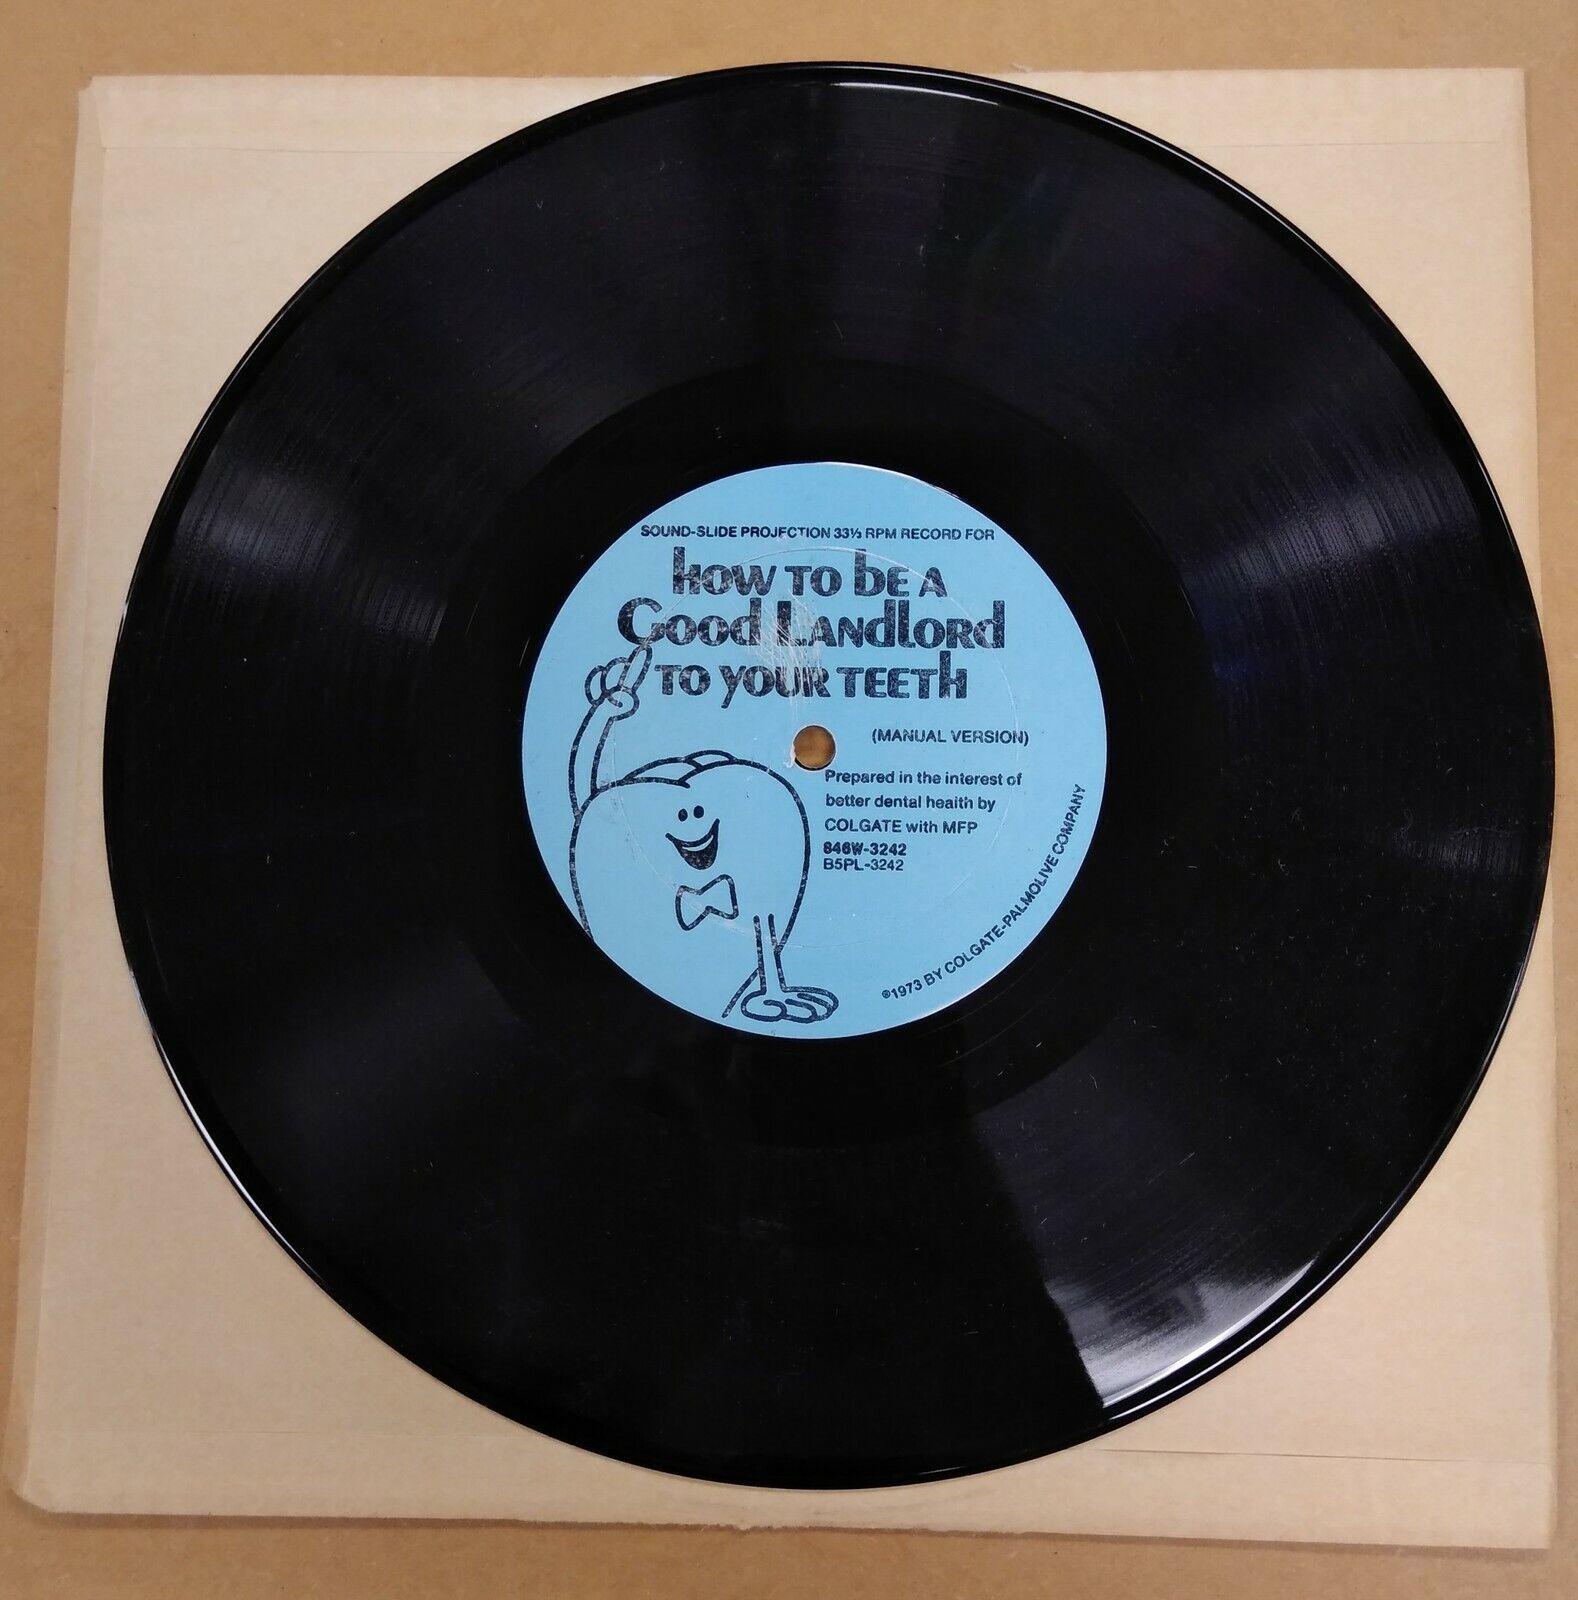 SOUND-SLIDE PROJECTION 33⅓ RPM RECORD FOR
HOW TO BE A
GOOD LANDLORD
TO YOUR TEETH
(MANUAL VERSION)
Prepared in the interest of
better dental health by
COLGATE with MFP
846W-3242
B5PL-3242
©1973 BY COLGATE-PALMOLIVE COMPANY